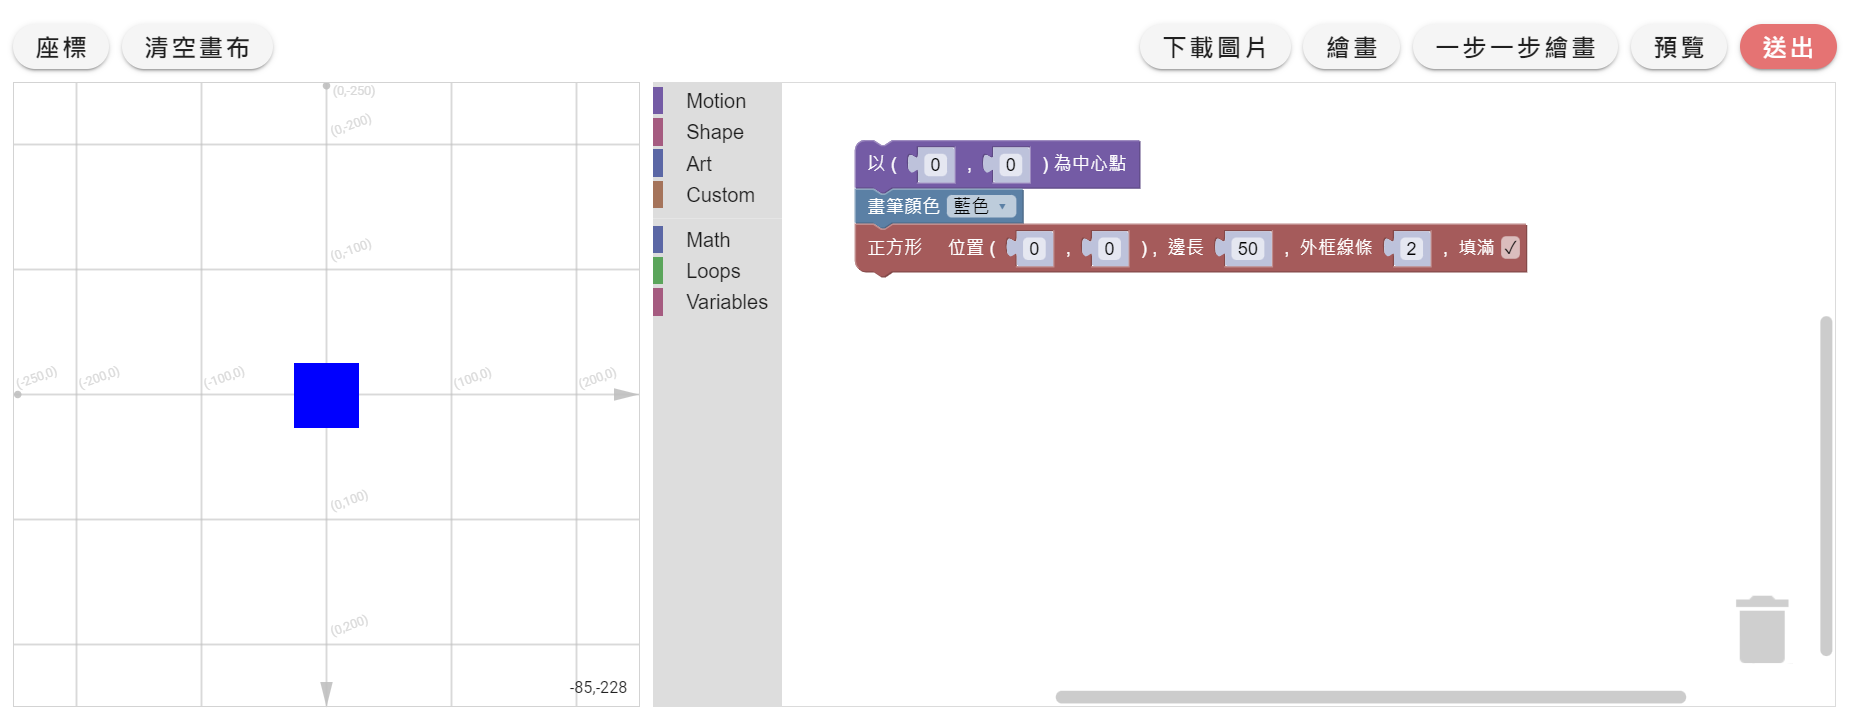 座標 清空畫布 下載圖片 繪畫 一步一步繪畫 預覽 送出
(0,-250)
(0,-200)
(0,-100)
(-250,0) (-200,0) (-100,0) (100,0) (200,0)
(0,100)
(0,200)
-85,-228
Motion
Shape
Art
Custom
Math
Loops
Variables
以 ( 0 , 0 ) 為中心點
畫筆顏色 藍色
正方形 位置 ( 0 , 0 ) , 邊長 50 , 外框線條 2 , 填滿 ✓